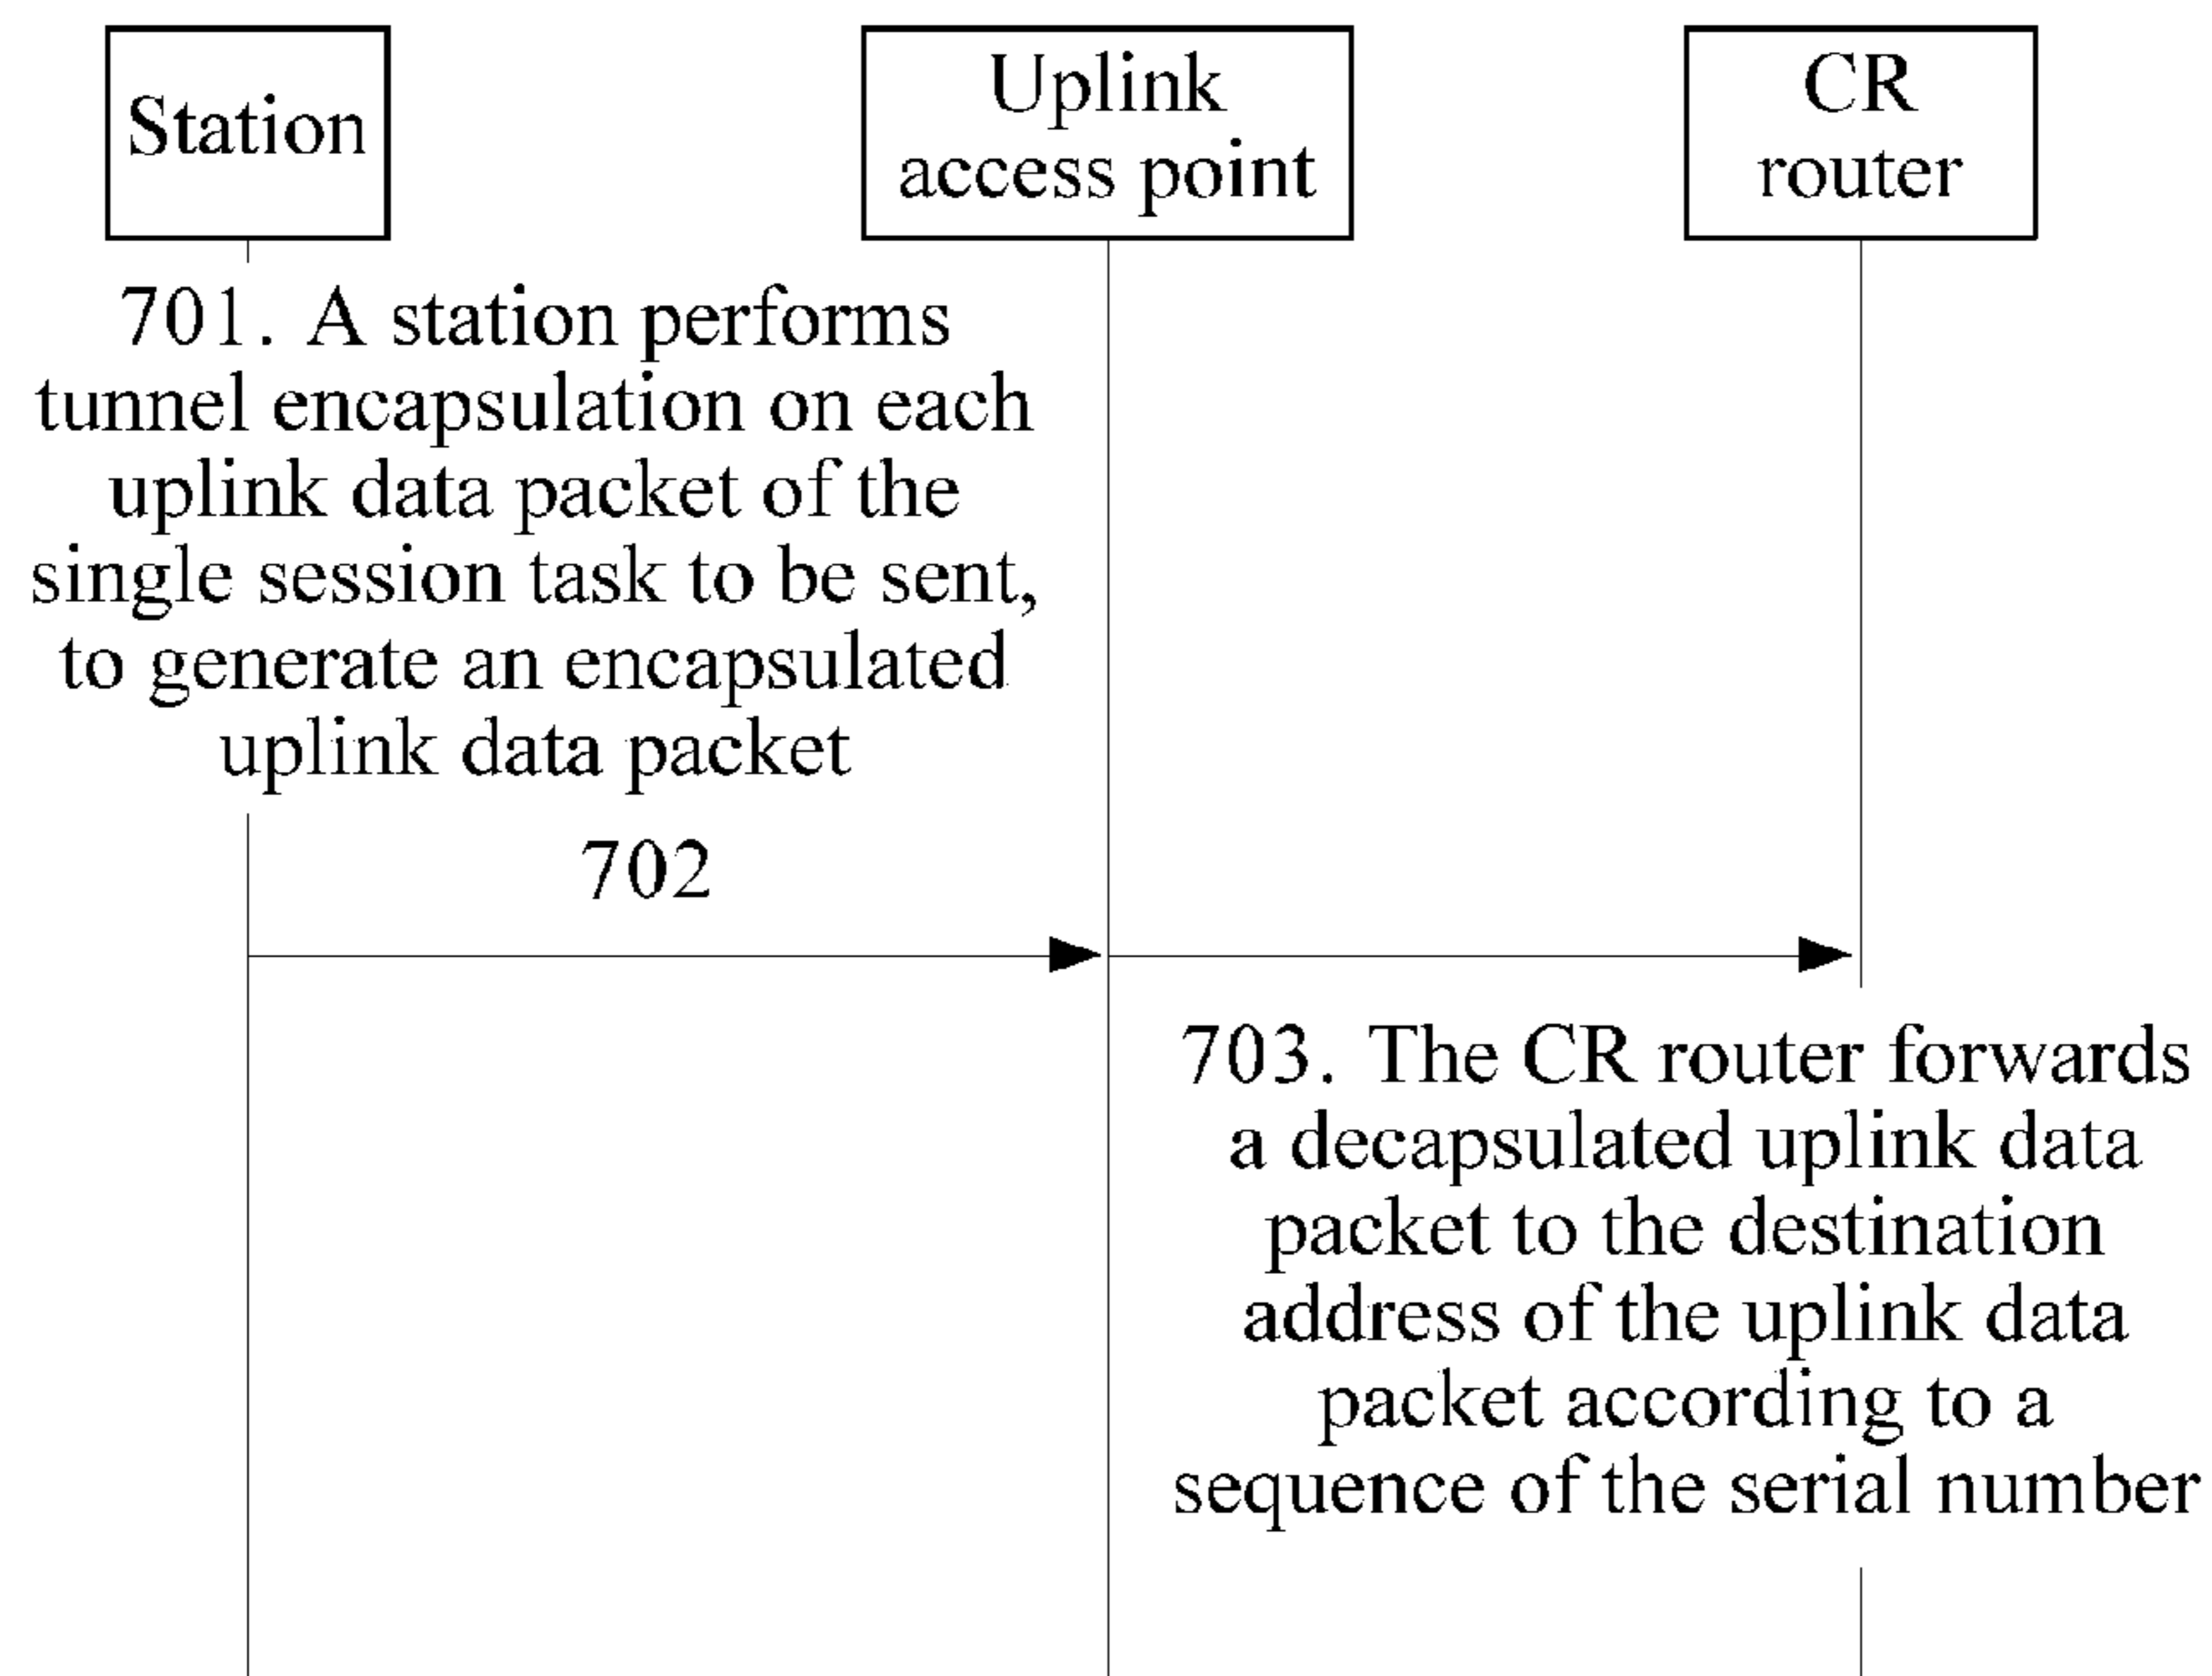 Station
Uplink
access point
CR
router
701. A station performs
tunnel encapsulation on each
uplink data packet of the
single session task to be sent,
to generate an encapsulated
uplink data packet
702
703. The CR router forwards
a decapsulated uplink data
packet to the destination
address of the uplink data
packet according to a
sequence of the serial number